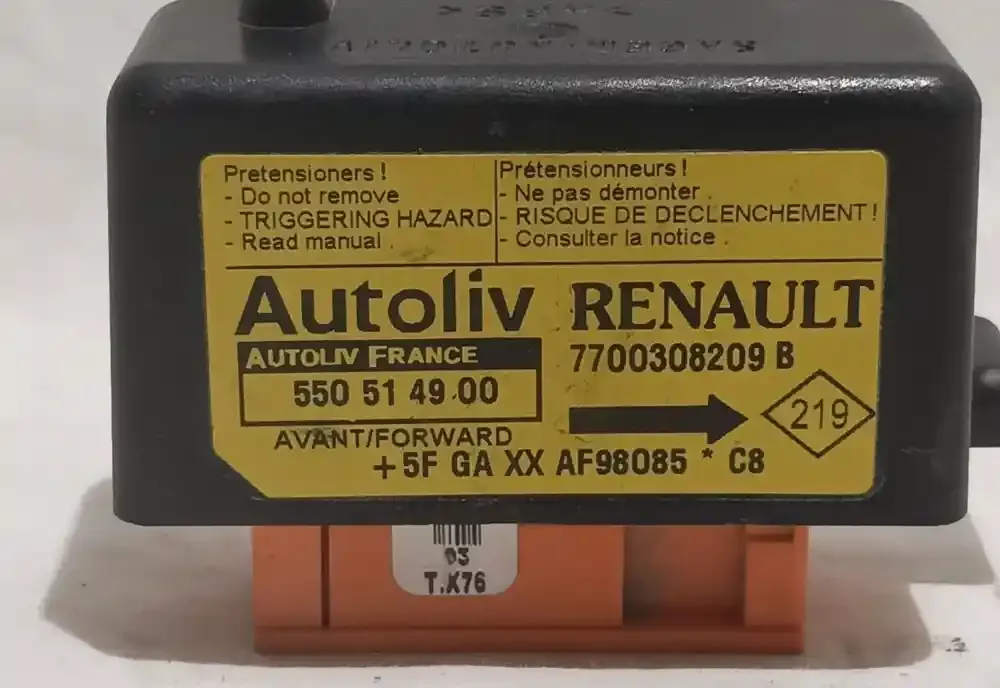 Pretensioners !
- Do not remove
- TRIGGERING HAZARD
- Read manual .
Prétensionneurs !
- Ne pas démonter .
- RISQUE DE DECLENCHEMENT !
- Consulter la notice .
Autoliv
RENAULT
AUTOLIV FRANCE
550 51 49.00
7700308209 B
219
AVANT/FORWARD
+5F GA XX AF98085 * C8
93
T.X76